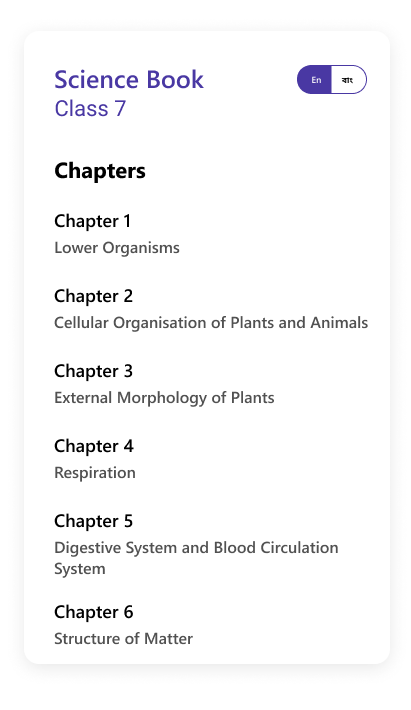 Science Book
En বাং
Class 7
Chapters
Chapter 1
Lower Organisms
Chapter 2
Cellular Organisation of Plants and Animals
Chapter 3
External Morphology of Plants
Chapter 4
Respiration
Chapter 5
Digestive System and Blood Circulation
System
Chapter 6
Structure of Matter